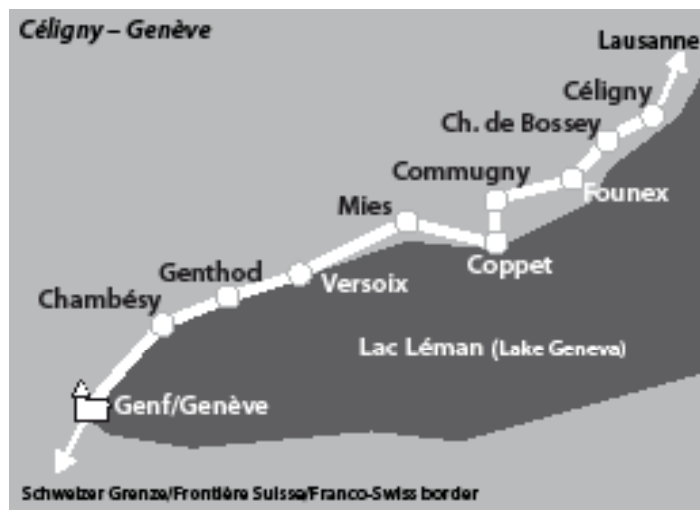 Céligny – Genève
Lausanne
Céligny
Ch. de Bossey
Commugny
Founex
Mies
Coppet
Genthod
Versoix
Chambésy
Lac Léman (Lake Geneva)
Genf/Genève
Schweizer Grenze/Frontière Suisse/Franco-Swiss border